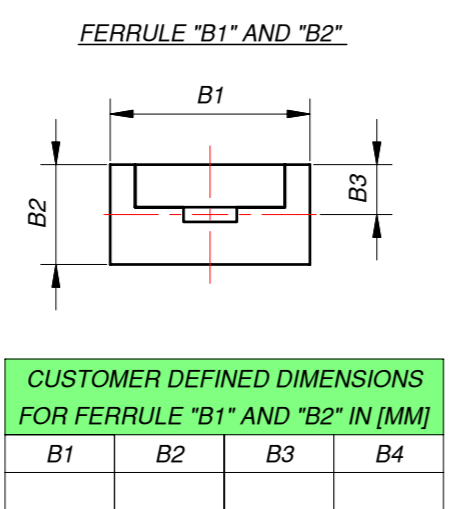 FERRULE "B1" AND "B2"
B1
B2
B3
CUSTOMER DEFINED DIMENSIONS
FOR FERRULE "B1" AND "B2" IN [MM]
B1 B2 B3 B4